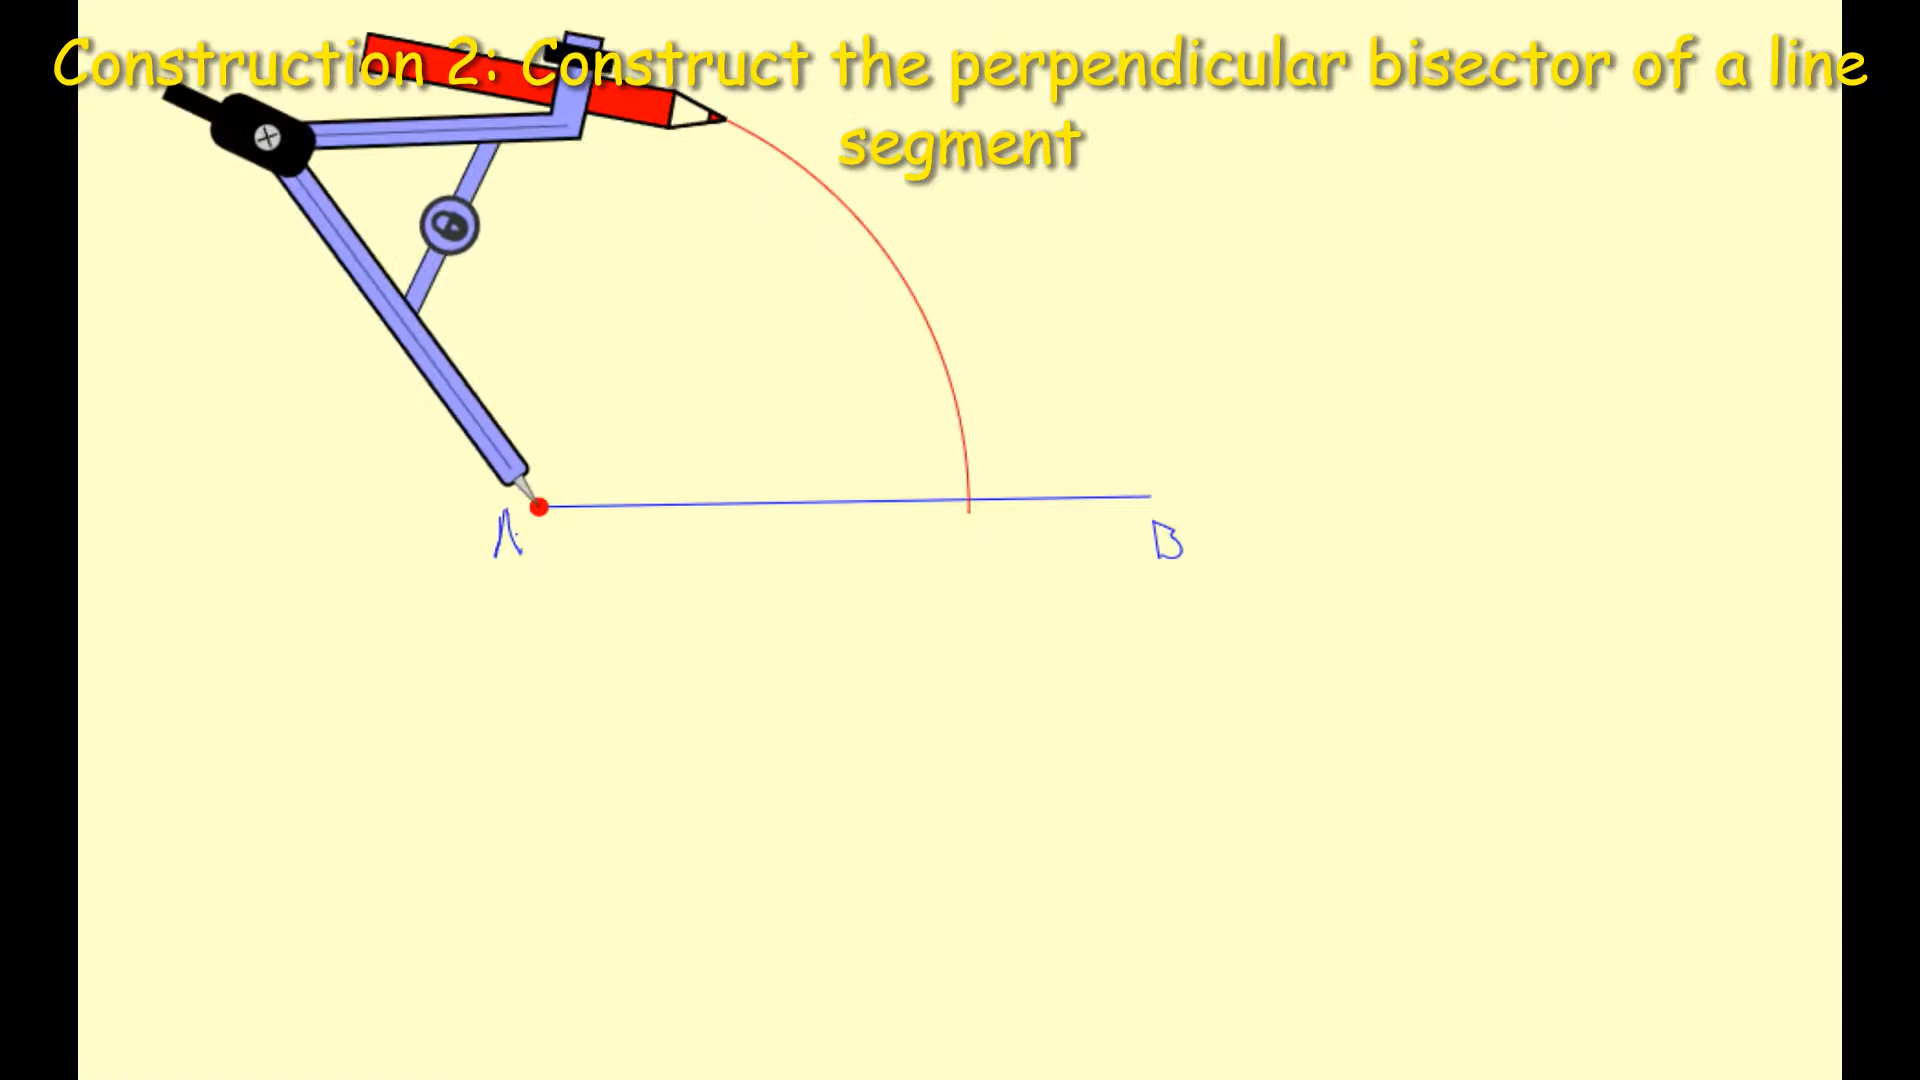 Construction 2: Construct the perpendicular bisector of a line
segment
A
B